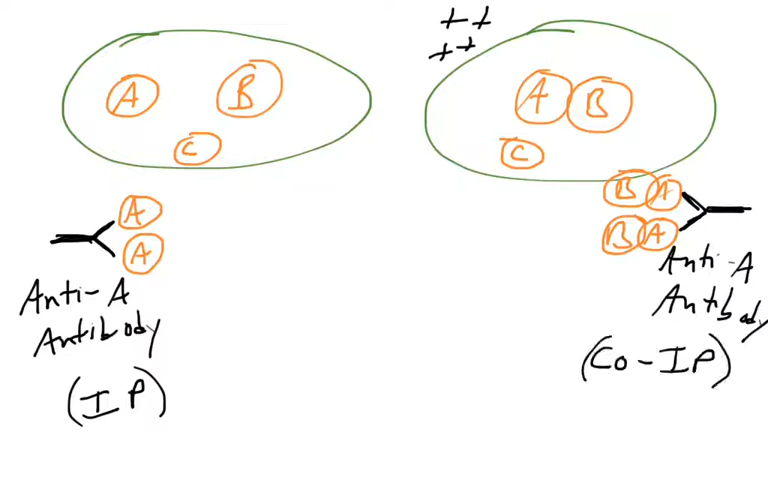 A B
C
A
A
Anti-A
Antibody
(IP)
++
++
A B
C
B A
B A
Anti-A
Antibody
(Co-IP)